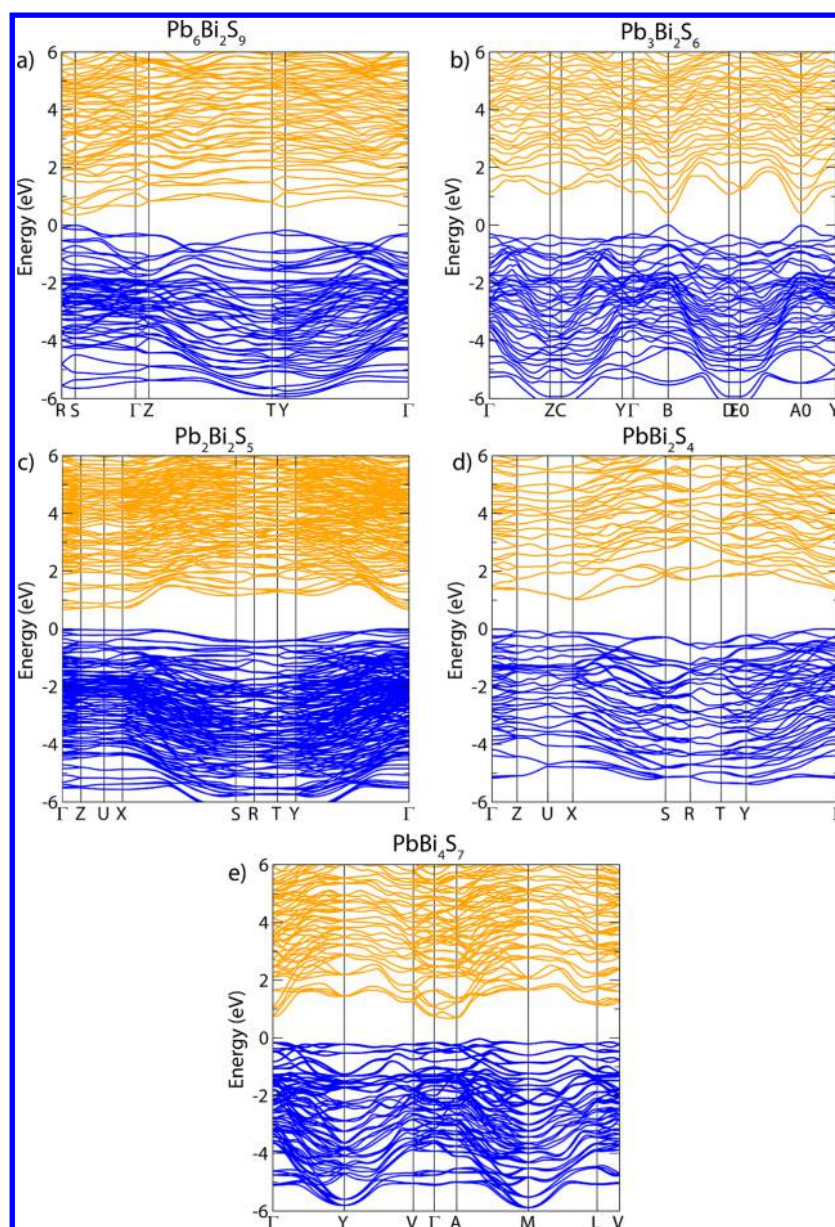 Pb₆Bi₂S₉
a)
6
4
2
0
-2
-4
-6
Energy (eV)
R S Γ Z T Y Γ
Pb₃Bi₂S₆
b)
6
4
2
0
-2
-4
-6
Energy (eV)
Γ Z C Y Γ B D E0 A0 Y
Pb₂Bi₂S₅
c)
6
4
2
0
-2
-4
-6
Energy (eV)
Γ Z U X S R T Y Γ
PbBi₂S₄
d)
6
4
2
0
-2
-4
-6
Energy (eV)
Γ Z U X S R T Y
PbBi₄S₇
e)
6
4
2
0
-2
-4
-6
Energy (eV)
Γ Y V Γ A M L V